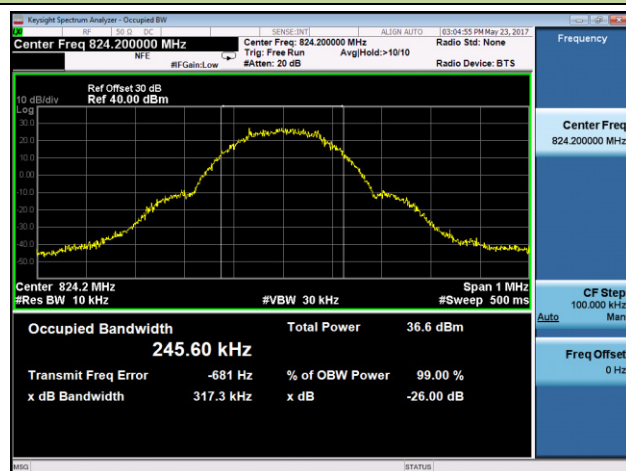 Keysight Spectrum Analyzer - Occupied BW
RF 50 Ω DC SENSE:INT ALIGN AUTO 03:04:55 PM May 23, 2017
Center Freq 824.200000 MHz Center Freq: 824.200000 MHz Radio Std: None Frequency
NFE Trig: Free Run Avg|Hold:>10/10
#IFGain:Low #Atten: 20 dB Radio Device: BTS
Ref Offset 30 dB
10 dB/div Ref 40.00 dBm
Log
30.0
20.0
10.0
0.00
-10.0
-20.0
-30.0
-40.0
-50.0
Center Freq
824.200000 MHz
Center 824.2 MHz Span 1 MHz
#Res BW 10 kHz #VBW 30 kHz #Sweep 500 ms
CF Step
100.000 kHz
Auto Man
Occupied Bandwidth Total Power 36.6 dBm
245.60 kHz
Transmit Freq Error -681 Hz % of OBW Power 99.00 %
x dB Bandwidth 317.3 kHz x dB -26.00 dB
Freq Offset
0 Hz
MSG STATUS